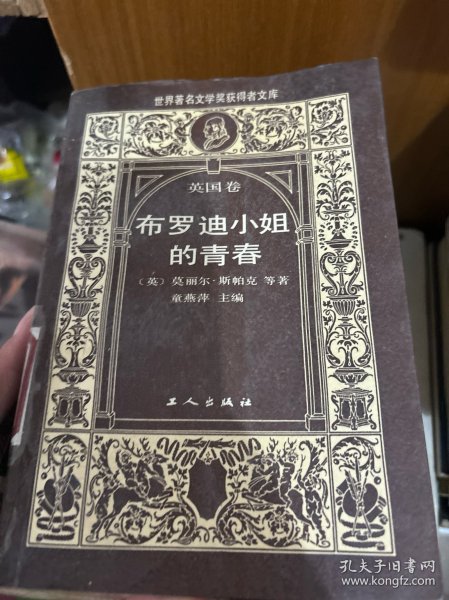 世界著名文学奖获得者文库
英国卷
布罗迪小姐
的青春
〔英〕莫丽尔·斯帕克 等著
童燕萍 主编
工人出版社
孔夫子旧书网
www.kongfz.com